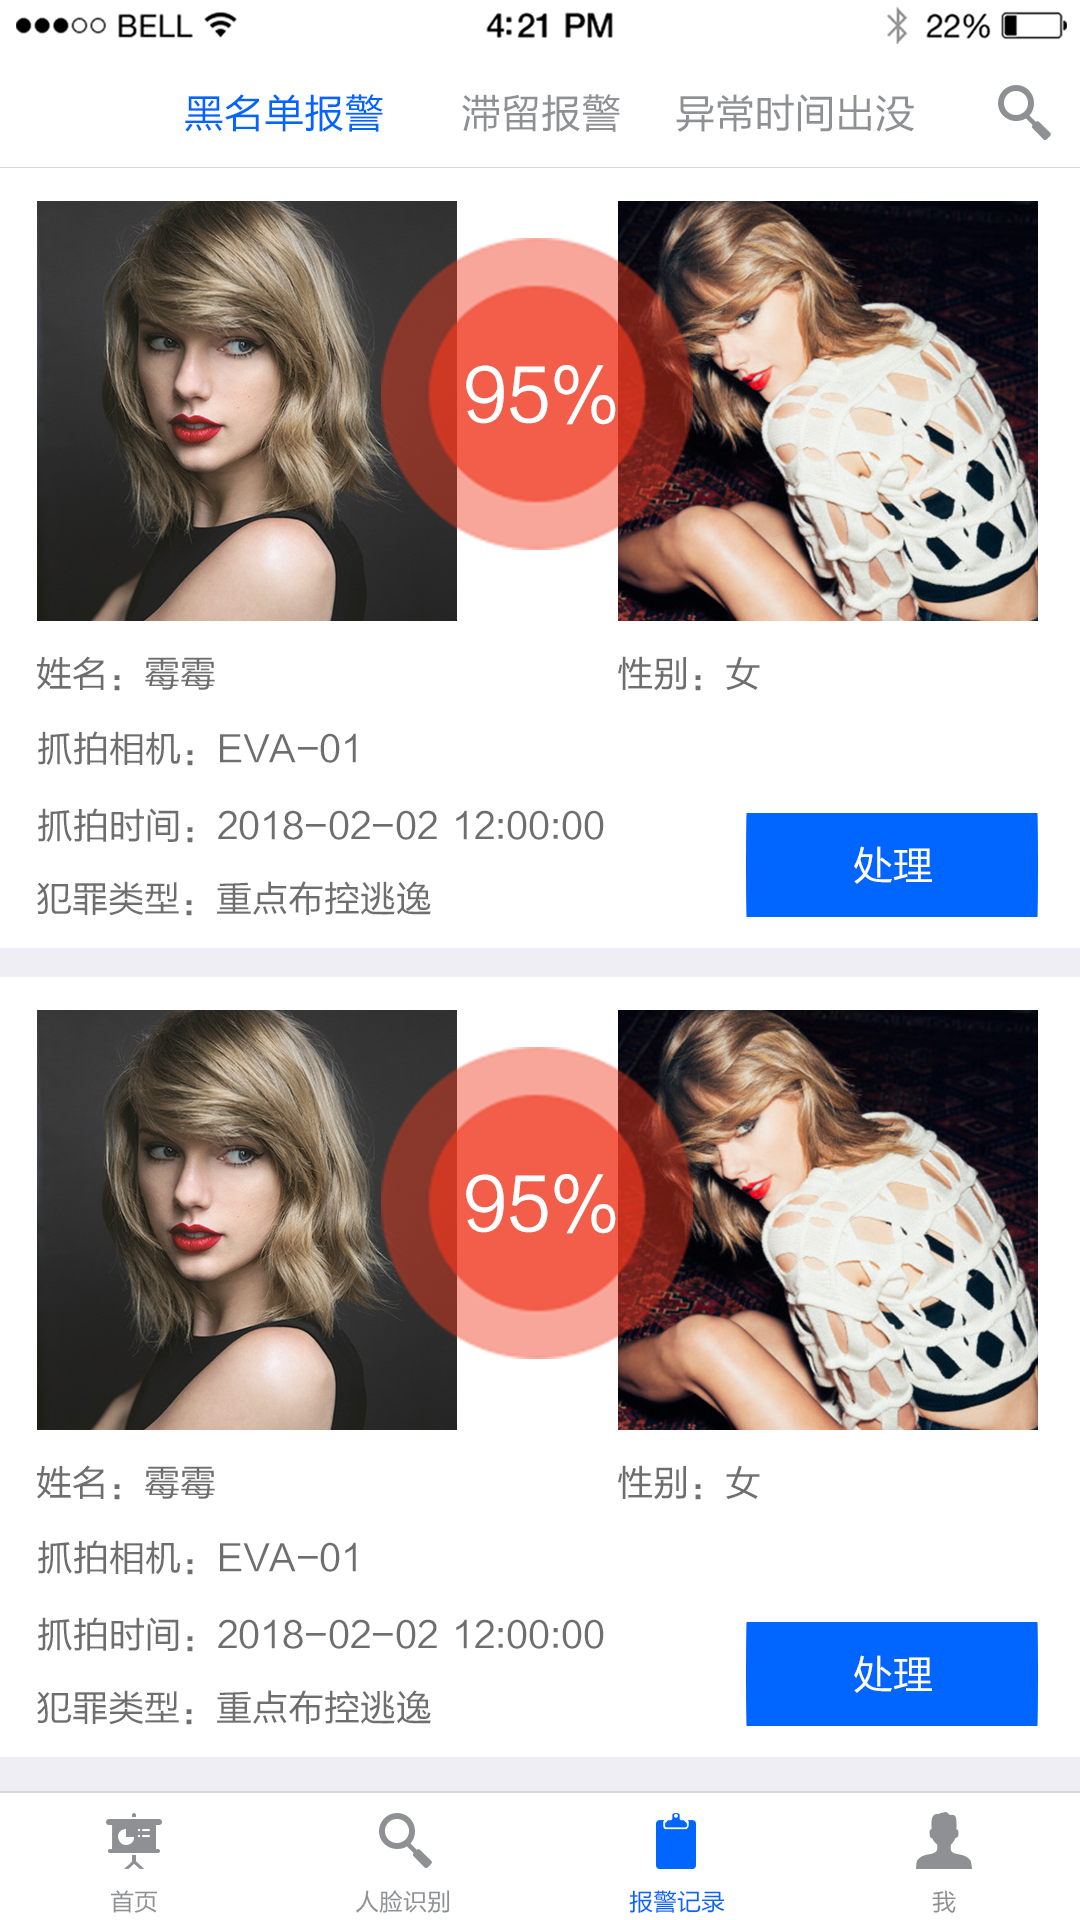 BELL 4:21 PM 22%
黑名单报警 滞留报警 异常时间出没
95%
姓名：霉霉 性别：女
抓拍相机：EVA-01
抓拍时间：2018-02-02 12:00:00
处理
犯罪类型：重点布控逃逸
95%
姓名：霉霉 性别：女
抓拍相机：EVA-01
抓拍时间：2018-02-02 12:00:00
处理
犯罪类型：重点布控逃逸
首页 人脸识别 报警记录 我